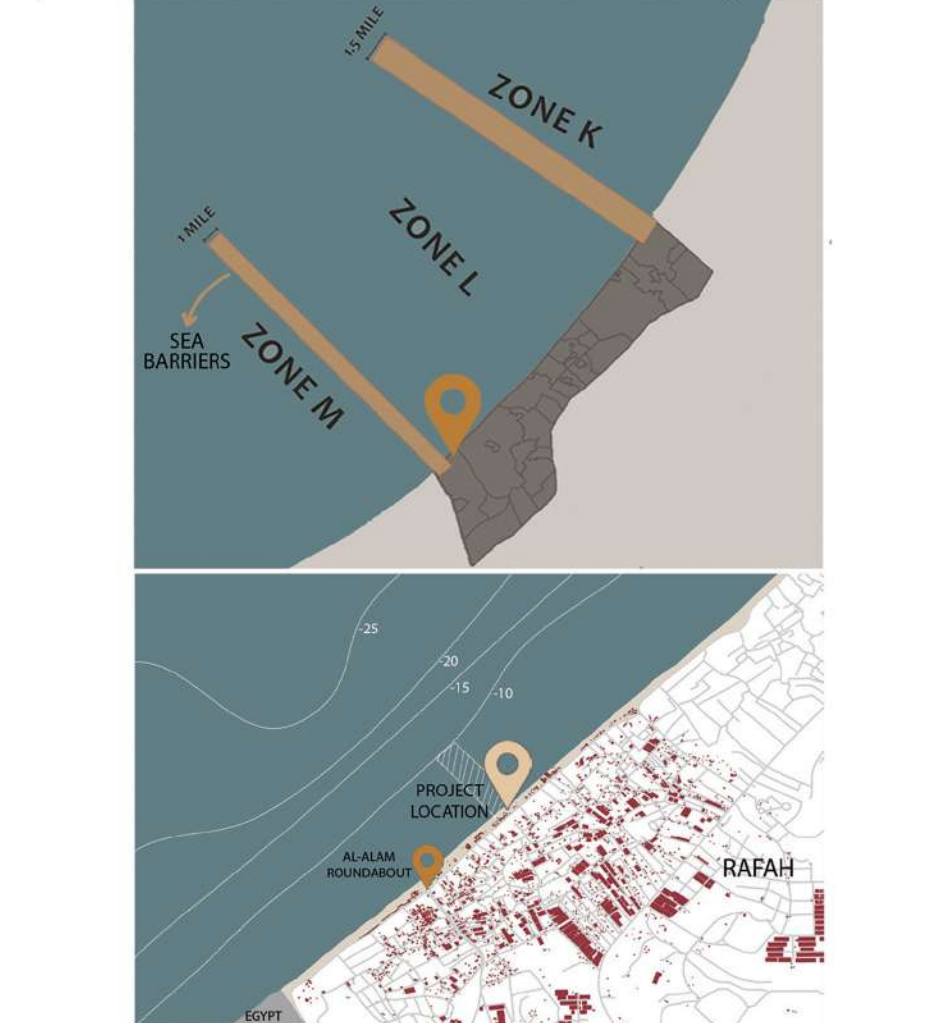 1.5 MILE
ZONE K
ZONE L
1 MILE
SEA
BARRIERS
ZONE M
-25
-20
-15
-10
PROJECT
LOCATION
AL-ALAM
ROUNDABOUT
RAFAH
EGYPT